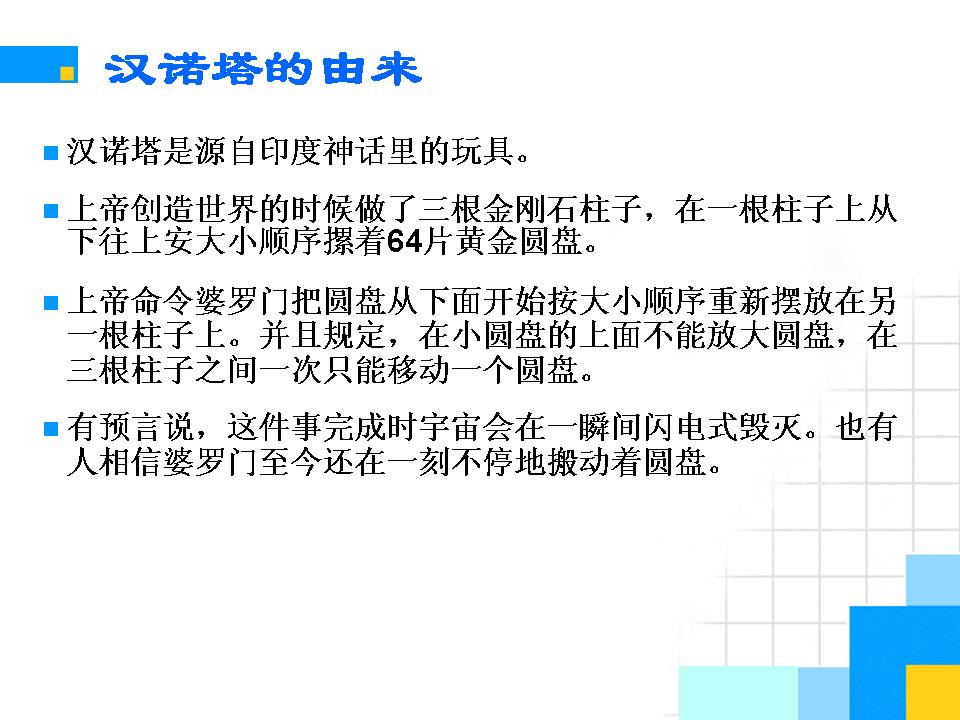 汉诺塔的由来
汉诺塔是源自印度神话里的玩具。
上帝创造世界的时候做了三根金刚石柱子，在一根柱子上从
下往上安大小顺序摞着64片黄金圆盘。
上帝命令婆罗门把圆盘从下面开始按大小顺序重新摆放在另
一根柱子上。并且规定，在小圆盘的上面不能放大圆盘，在
三根柱子之间一次只能移动一个圆盘。
有预言说，这件事完成时宇宙会在一瞬间闪电式毁灭。也有
人相信婆罗门至今还在一刻不停地搬动着圆盘。